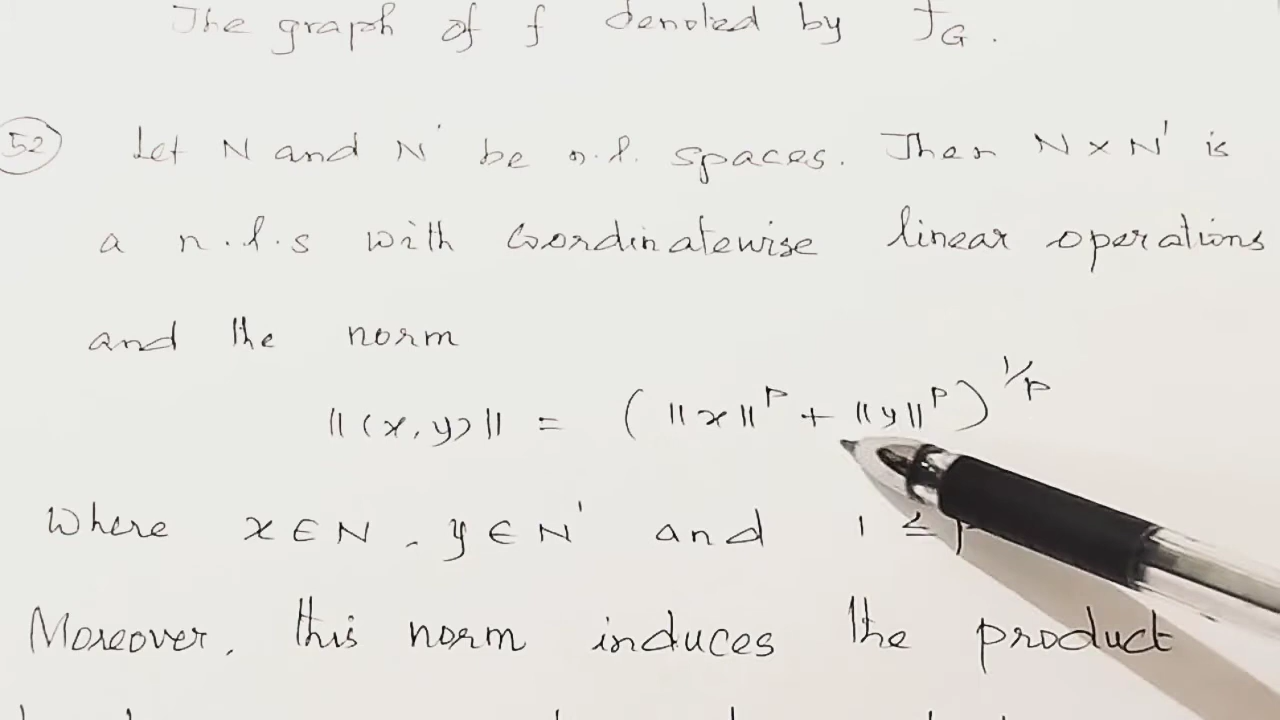 The graph of f denoted by f_G.
52 Let N and N' be n.l. spaces. Then N × N' is
a n.l.s with coordinatewise linear operations
and the norm
||(x,y)|| = (||x||^p + ||y||^p)^{1/p}
Where x ∈ N, y ∈ N' and 1 ≤ p
Moreover, this norm induces the product